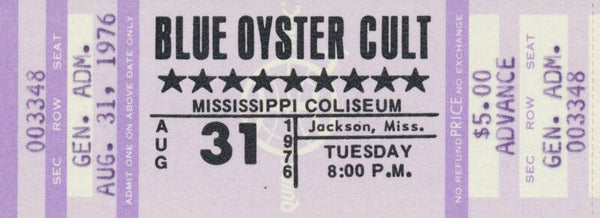 003348
SEC ROW SEAT
GEN. ADM.
AUG. 31, 1976
ADMIT ONE ON ABOVE DATE ONLY
BLUE OYSTER CULT
★★★★★★★★★
MISSISSIPPI COLISEUM
AUG
31
1976
Jackson, Miss.
TUESDAY
8:00 P.M.
NO REFUND PRICE NO EXCHANGE
$5.00
ADVANCE
GEN. ADM.
SEC ROW SEAT
003348